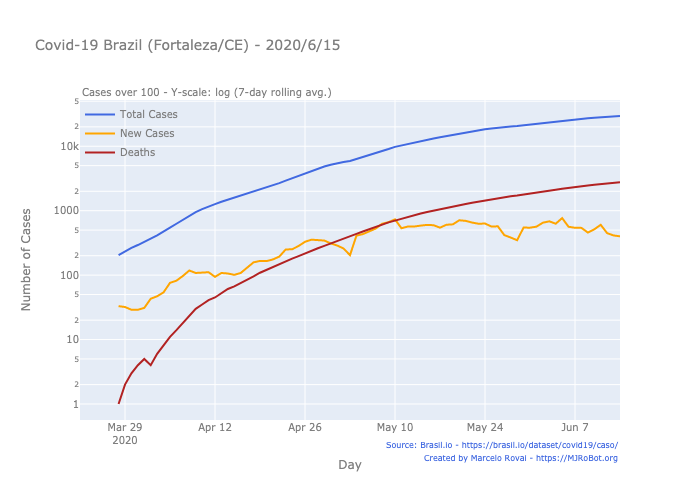 Covid-19 Brazil (Fortaleza/CE) - 2020/6/15
Cases over 100 - Y-scale: log (7-day rolling avg.)
Total Cases
New Cases
Deaths
Number of Cases
5
2
10k
5
2
1000
5
2
100
5
2
10
5
2
1
Mar 29
2020
Apr 12
Apr 26
May 10
May 24
Jun 7
Day
Source: Brasil.io - https://brasil.io/dataset/covid19/caso/
Created by Marcelo Rovai - https://MJRoBot.org